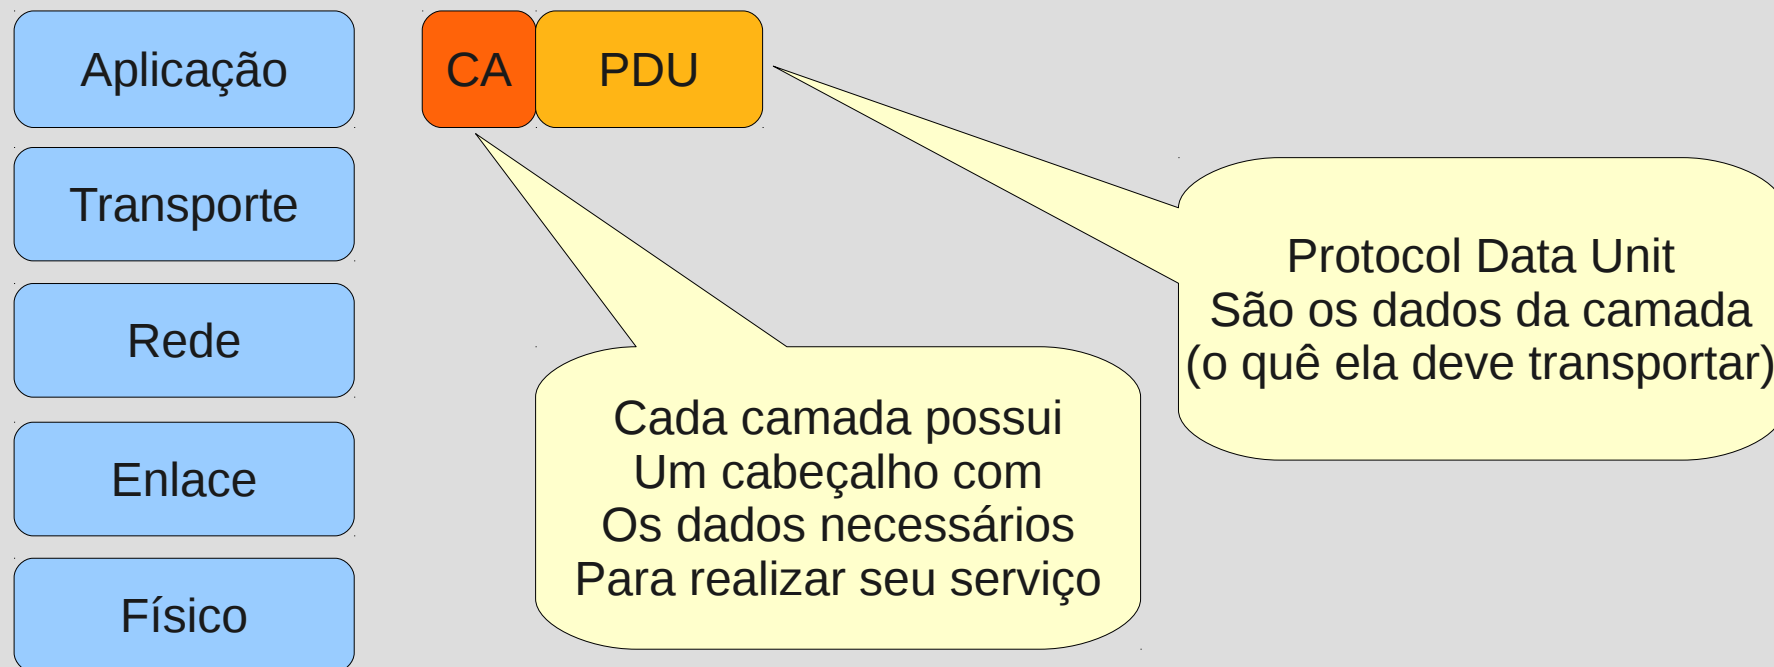 Aplicação
CA
PDU
Transporte
Rede
Enlace
Físico
Cada camada possui
Um cabeçalho com
Os dados necessários
Para realizar seu serviço
Protocol Data Unit
São os dados da camada
(o quê ela deve transportar)